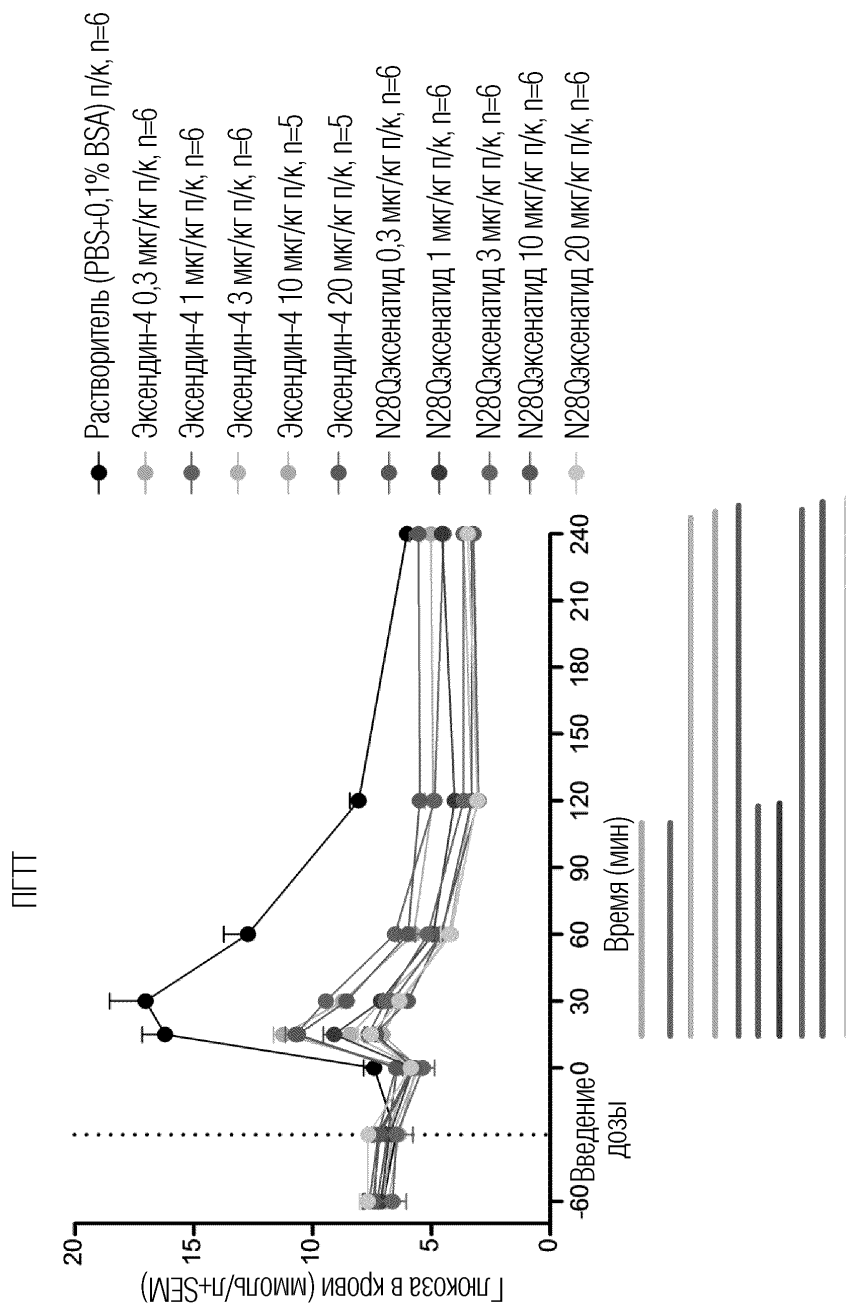 ПГТТ
Глюкоза в крови (ммоль/л+SEM)
20
15
10
5
0
-60
0
30
60
90
120
150
180
210
240
Введение
дозы
Время (мин)
Растворитель (PBS+0,1% BSA) п/к, n=6
Эксендин-4 0,3 мкг/кг п/к, n=6
Эксендин-4 1 мкг/кг п/к, n=6
Эксендин-4 3 мкг/кг п/к, n=6
Эксендин-4 10 мкг/кг п/к, n=5
Эксендин-4 20 мкг/кг п/к, n=5
N28Qэксенатид 0,3 мкг/кг п/к, n=6
N28Qэксенатид 1 мкг/кг п/к, n=6
N28Qэксенатид 3 мкг/кг п/к, n=6
N28Qэксенатид 10 мкг/кг п/к, n=6
N28Qэксенатид 20 мкг/кг п/к, n=6